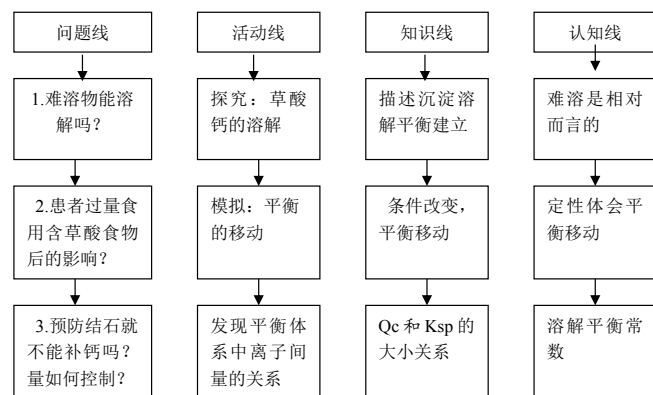 问题线
活动线
知识线
认知线
1.难溶物能溶
解吗？
探究：草酸
钙的溶解
描述沉淀溶
解平衡建立
难溶是相对
而言的
2.患者过量食
用含草酸食物
后的影响？
模拟：平衡
的移动
条件改变，
平衡移动
定性体会平
衡移动
3.预防结石就
不能补钙吗？
量如何控制？
发现平衡体
系中离子间
量的关系
Qc 和 Ksp 的
大小关系
溶解平衡常
数